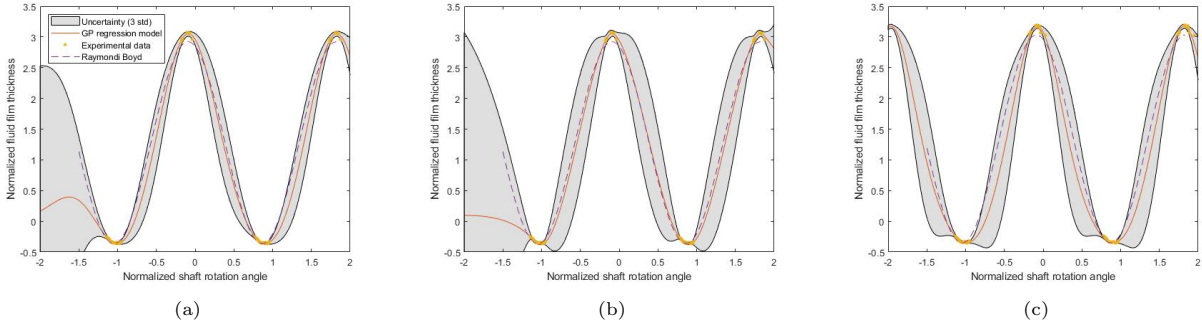 3.5
3
2.5
2
1.5
1
0.5
0
-0.5
Normalized fluid film thickness
Uncertainty (3 std)
GP regression model
Experimental data
Raymondi Boyd
-2 -1.5 -1 -0.5 0 0.5 1 1.5 2
Normalized shaft rotation angle
(a)
3.5
3
2.5
2
1.5
1
0.5
0
-0.5
Normalized fluid film thickness
-2 -1.5 -1 -0.5 0 0.5 1 1.5 2
Normalized shaft rotation angle
(b)
3.5
3
2.5
2
1.5
1
0.5
0
-0.5
Normalized fluid film thickness
-2 -1.5 -1 -0.5 0 0.5 1 1.5 2
Normalized shaft rotation angle
(c)